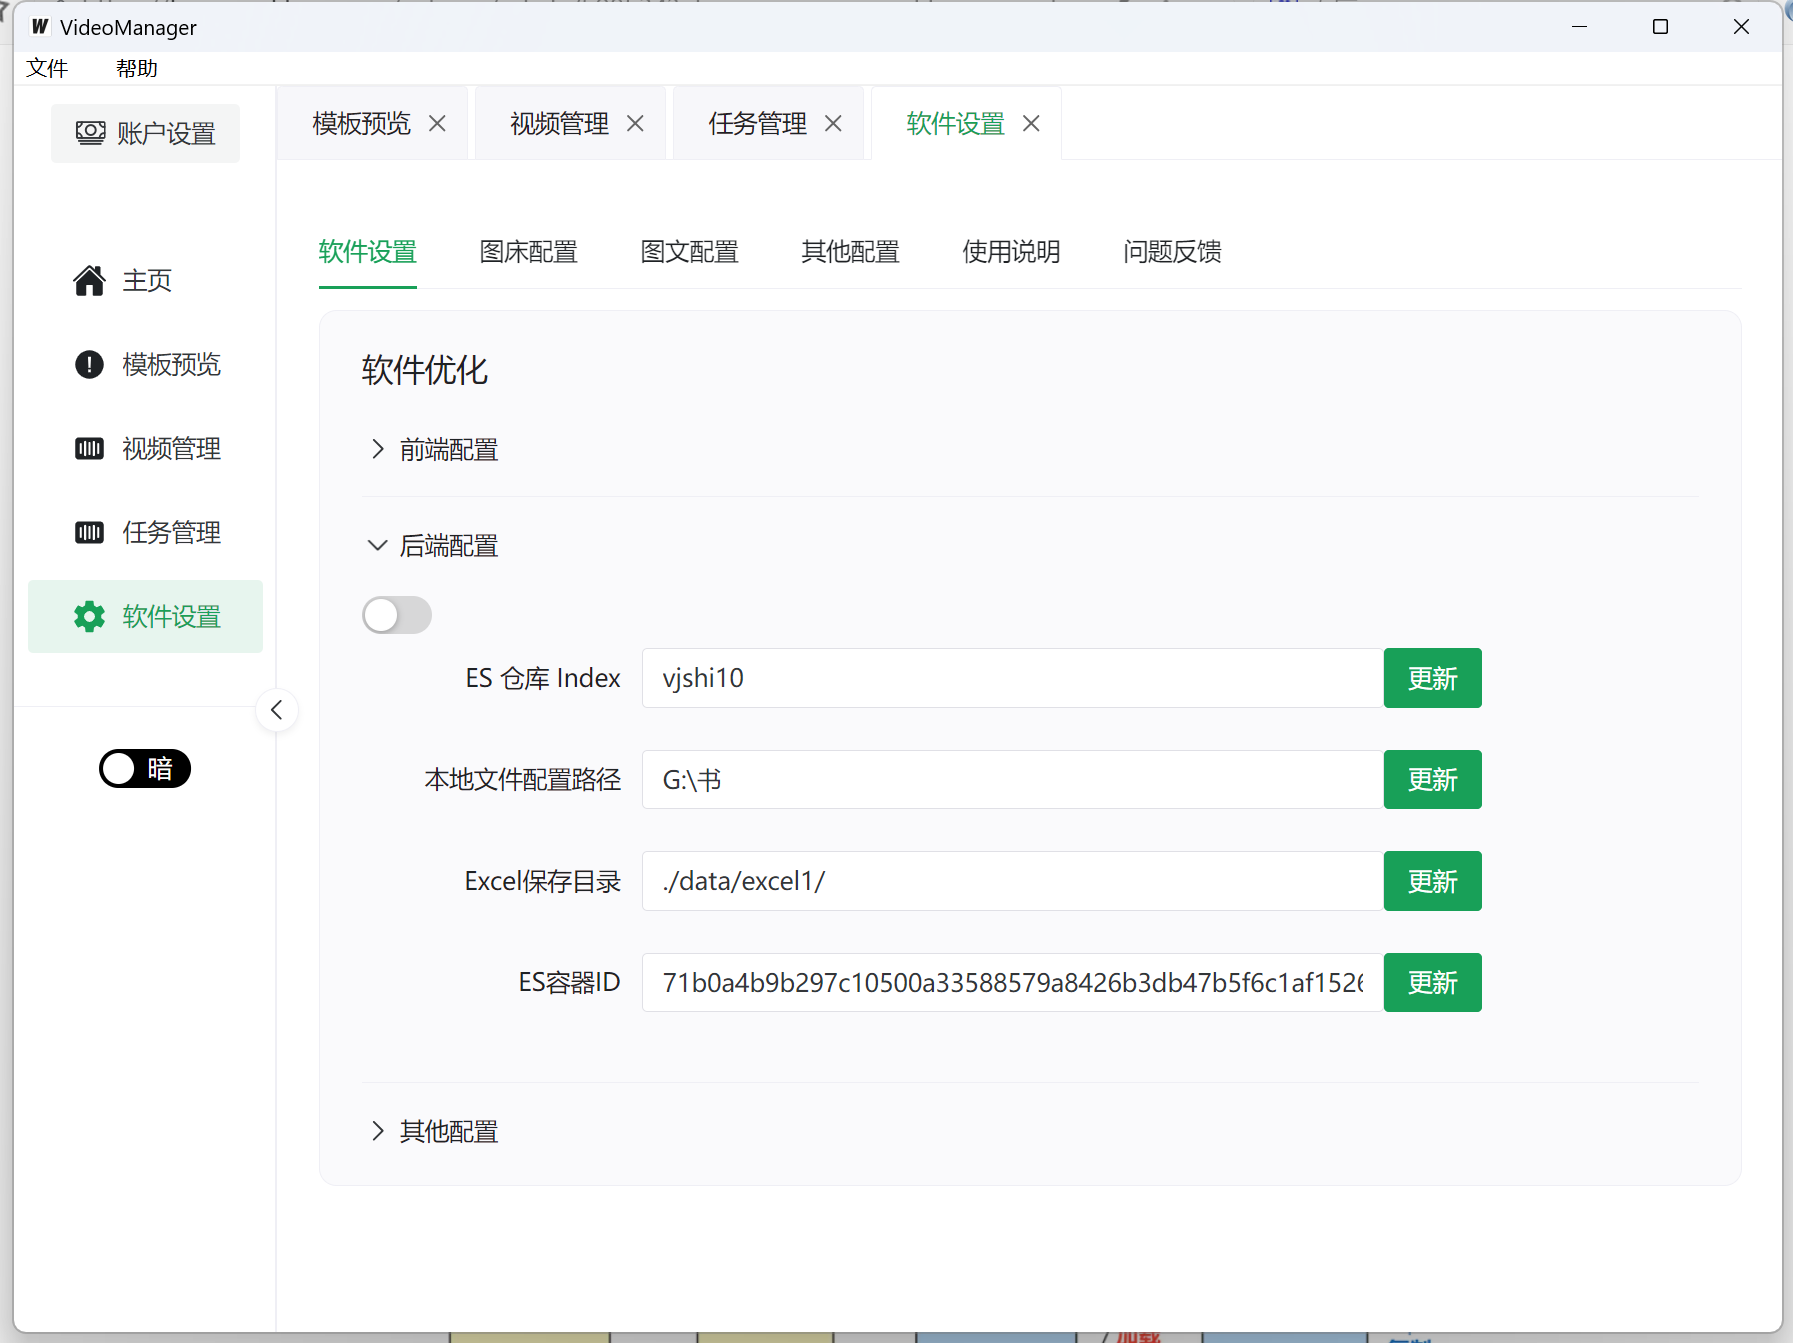 VideoManager
文件 帮助
账户设置
模板预览 视频管理 任务管理 软件设置
主页
模板预览
视频管理
任务管理
软件设置
暗
软件设置 图床配置 图文配置 其他配置 使用说明 问题反馈
软件优化
前端配置
后端配置
ES 仓库 Index vjshi10 更新
本地文件配置路径 G:\书 更新
Excel保存目录 ./data/excel1/ 更新
ES容器ID 71b0a4b9b297c10500a33588579a8426b3db47b5f6c1af1526 更新
其他配置